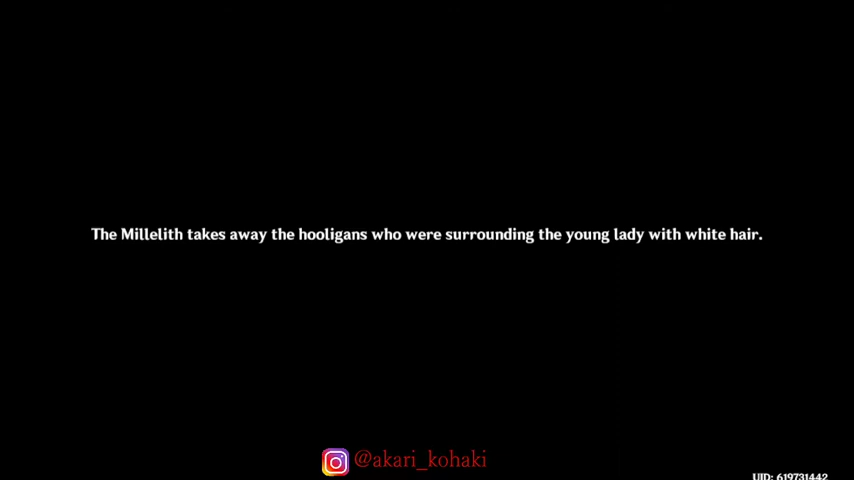 The Millelith takes away the hooligans who were surrounding the young lady with white hair.
@akari_kohaki
UID: 619731442